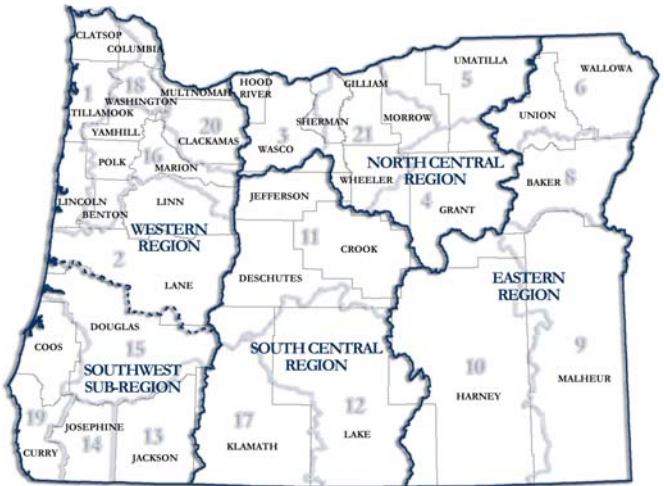 CLATSOP
COLUMBIA
1
TILLAMOOK
18
WASHINGTON
MULTNOMAH
HOOD
RIVER
GILLIAM
UMATILLA
5
WALLOWA
6
UNION
YAMHILL
20
CLACKAMAS
3
WASCO
SHERMAN
21
MORROW
POLK
16
MARION
NORTH CENTRAL
REGION
WHEELER
4
GRANT
BAKER
8
LINCOLN
BENTON
LINN
WESTERN
REGION
JEFFERSON
11
CROOK
DESCHUTES
2
LANE
EASTERN
REGION
DOUGLAS
15
COOS
SOUTHWEST
SUB-REGION
SOUTH CENTRAL
REGION
10
HARNEY
9
MALHEUR
19
CURRY
JOSEPHINE
14
13
JACKSON
17
KLAMATH
12
LAKE